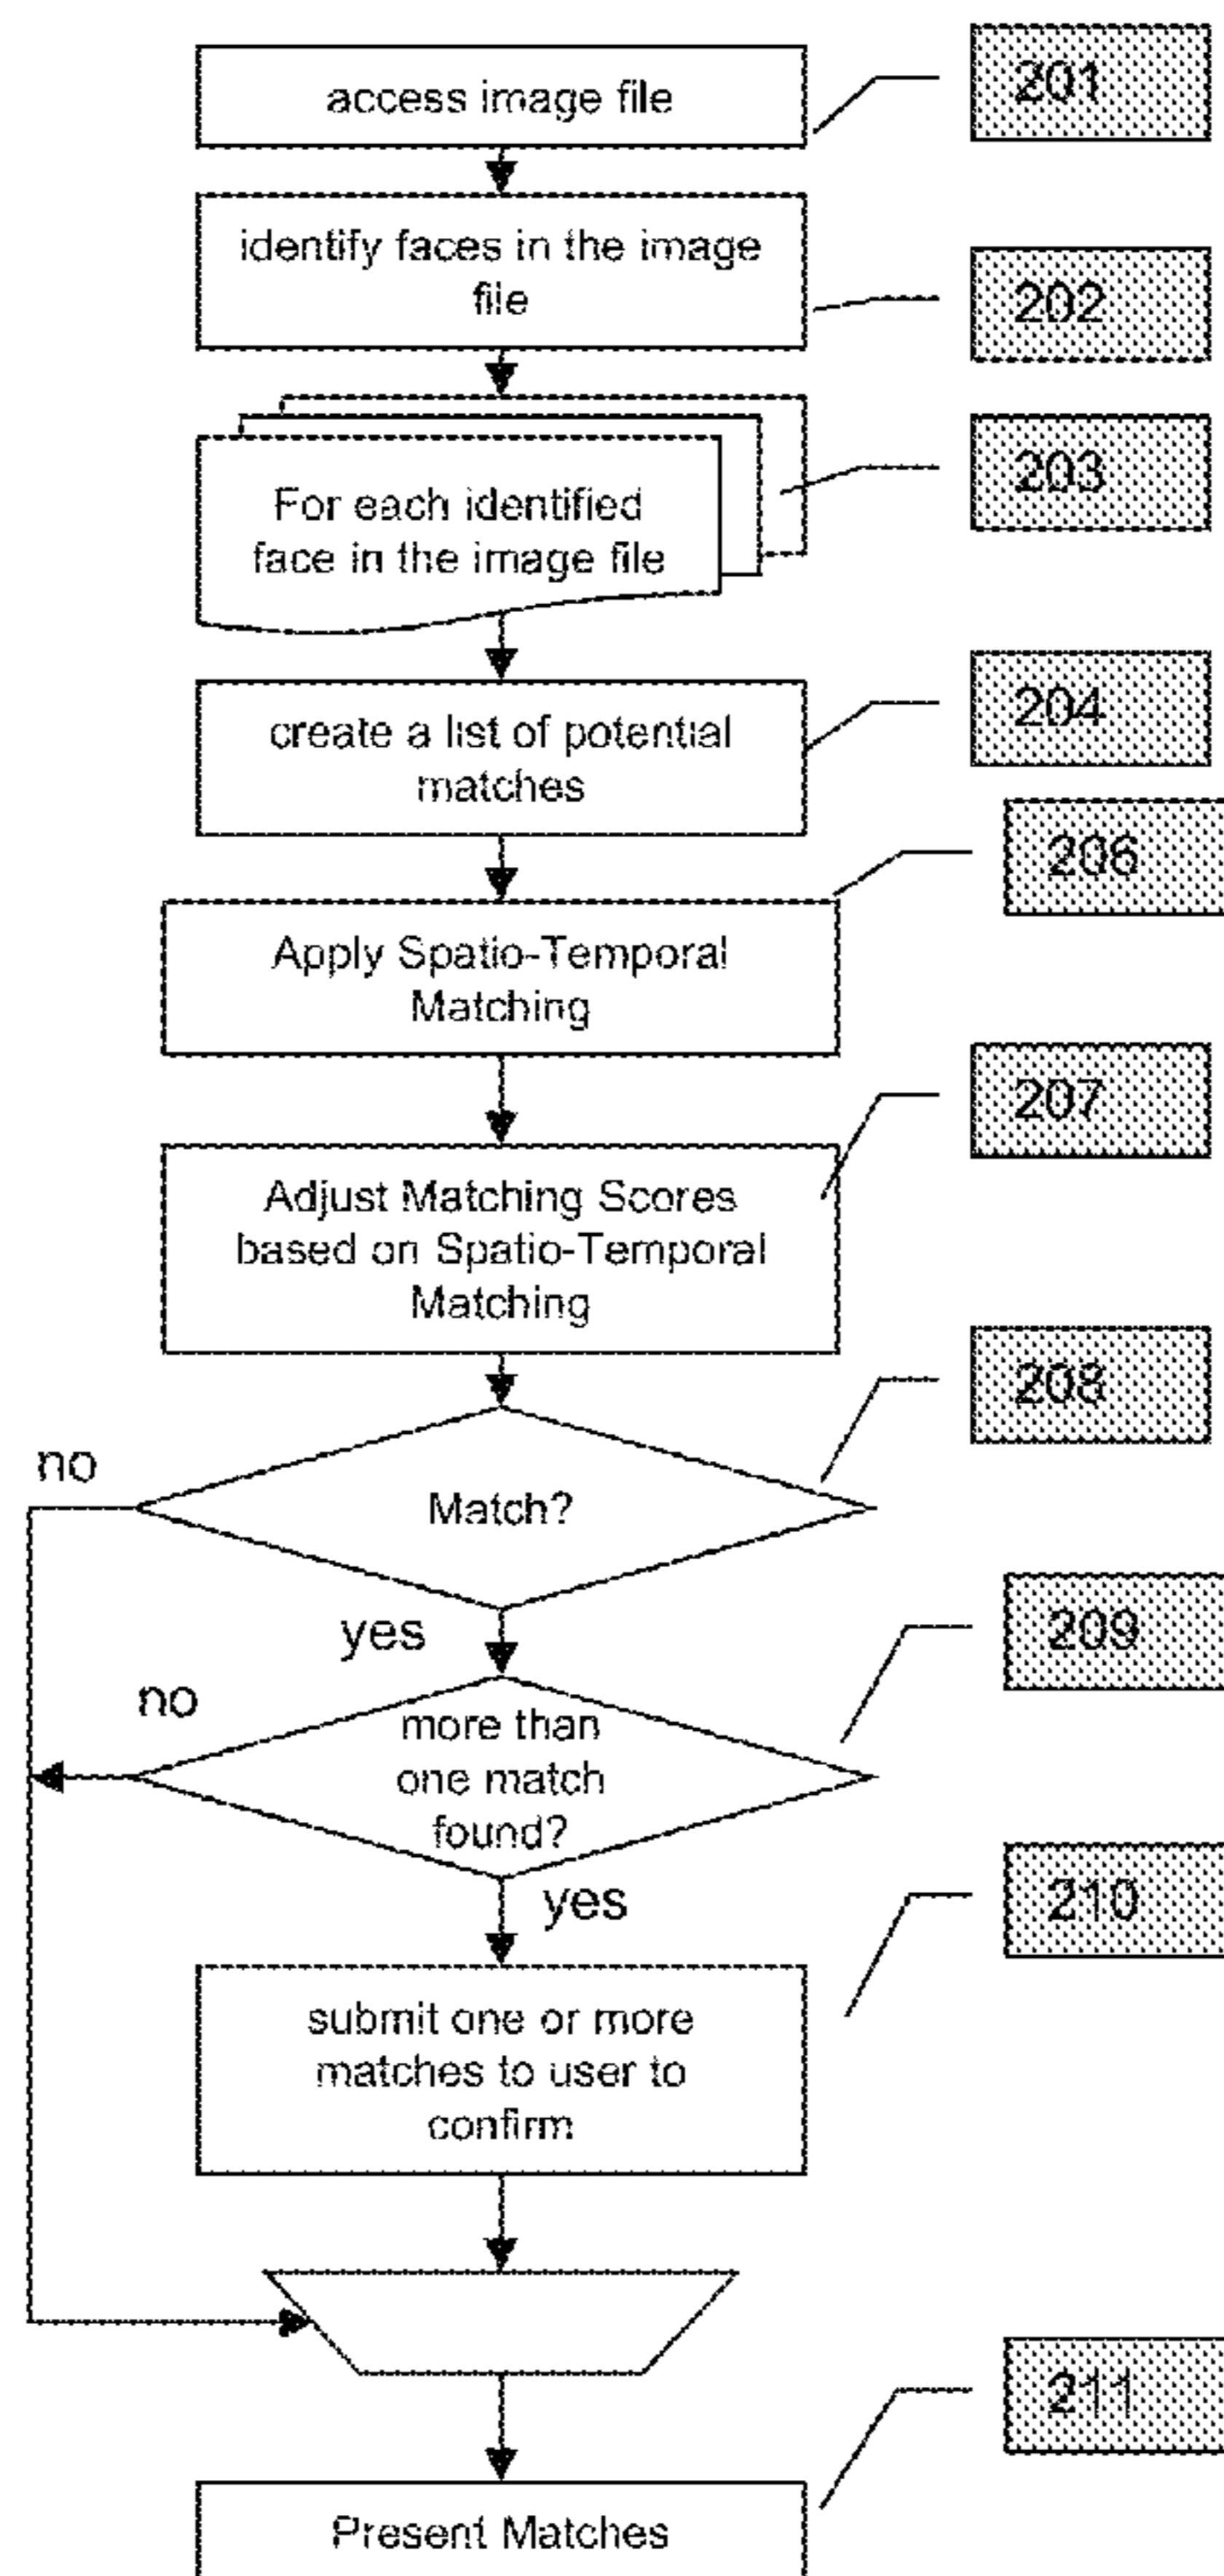 access image file
201
identify faces in the image
file
202
For each identified
face in the image file
203
create a list of potential
matches
204
Apply Spatio-Temporal
Matching
206
Adjust Matching Scores
based on Spatio-Temporal
Matching
207
Match?
208
no
yes
more than
one match
found?
209
no
yes
submit one or more
matches to user to
confirm
210
Present Matches
211